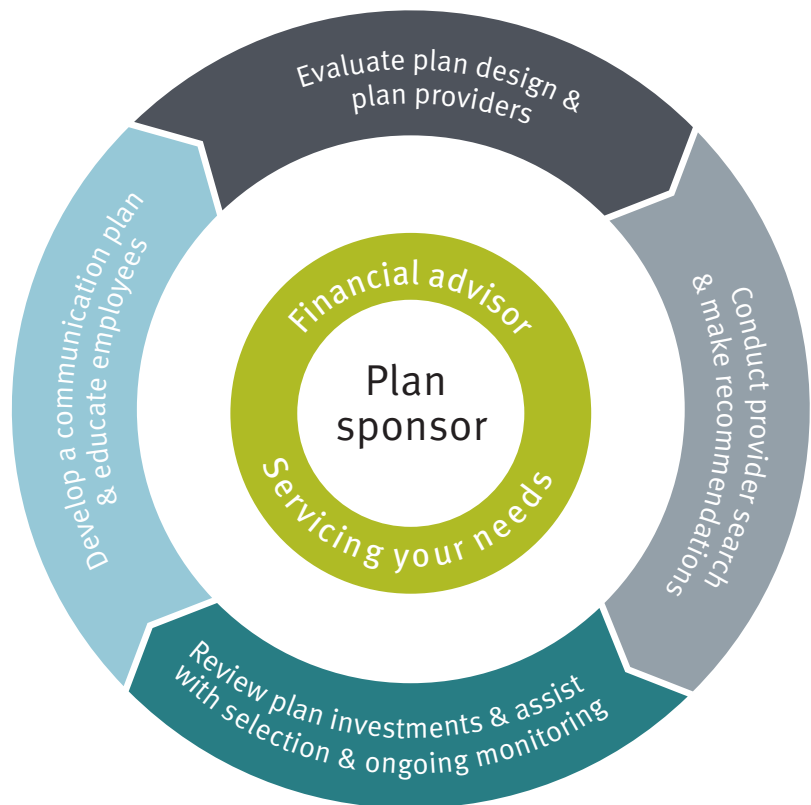 Evaluate plan design &
plan providers
Conduct provider search
& make recommendations
Review plan investments & assist
with selection & ongoing monitoring
Develop a communication plan
& educate employees
Financial advisor
Plan
sponsor
Servicing your needs